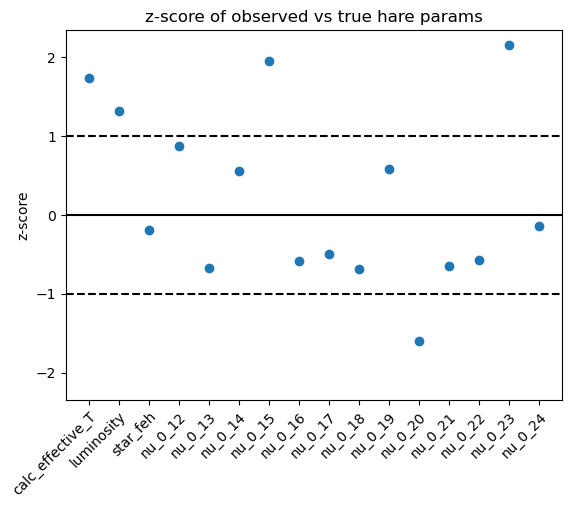 z-score of observed vs true hare params
z-score
2
1
0
−1
−2
calc_effective_T
luminosity
star_feh
nu_0_12
nu_0_13
nu_0_14
nu_0_15
nu_0_16
nu_0_17
nu_0_18
nu_0_19
nu_0_20
nu_0_21
nu_0_22
nu_0_23
nu_0_24